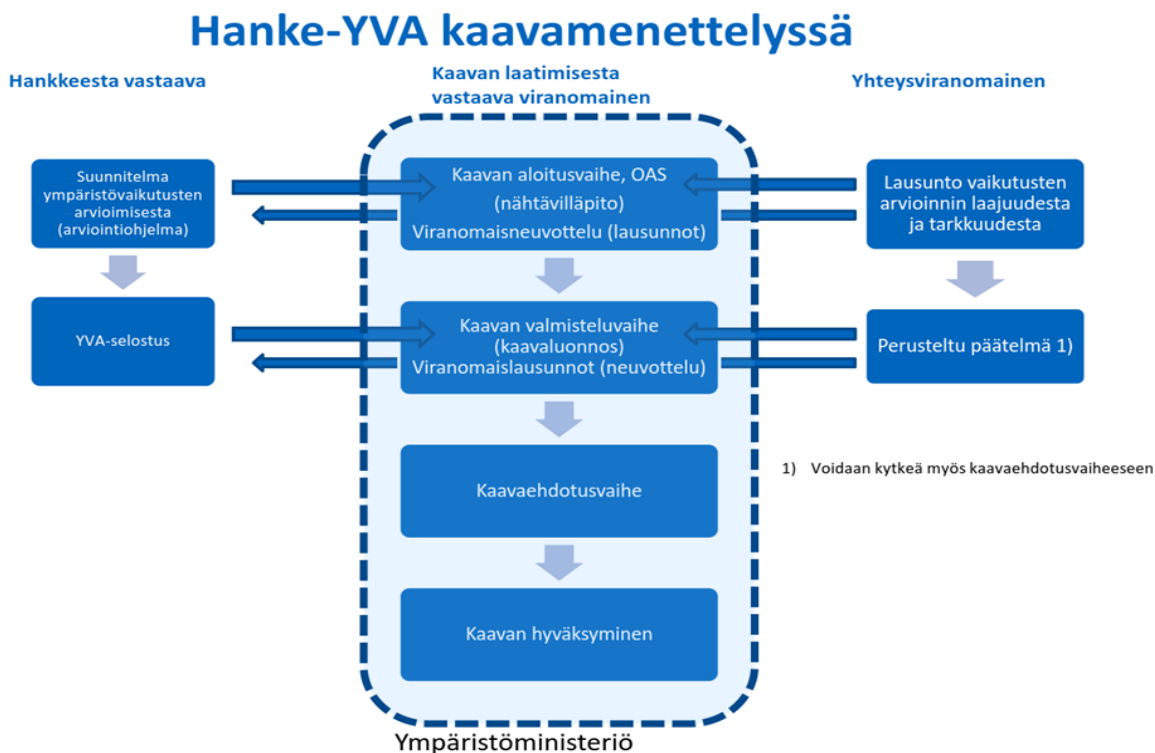 Hanke-YVA kaavamenettelyssä
Hankkeesta vastaava
Kaavan laatimisesta
vastaava viranomainen
Yhteysviranomainen
Suunnitelma
ympäristövaikutusten
arvioimisesta
(arviointiohjelma)
Kaavan aloitusvaihe, OAS
(nähtävilläpito)
Viranomaisneuvottelu (lausunnot)
Lausunto vaikutusten
arvioinnin laajuudesta
ja tarkkuudesta
YVA-selostus
Kaavan valmisteluvaihe
(kaavaluonnos)
Viranomaislausunnot (neuvottelu)
Perusteltu päätelmä 1)
1) Voidaan kytkeä myös kaavaehdotusvaiheeseen
Kaavaehdotusvaihe
Kaavan hyväksyminen
Ympäristöministeriö